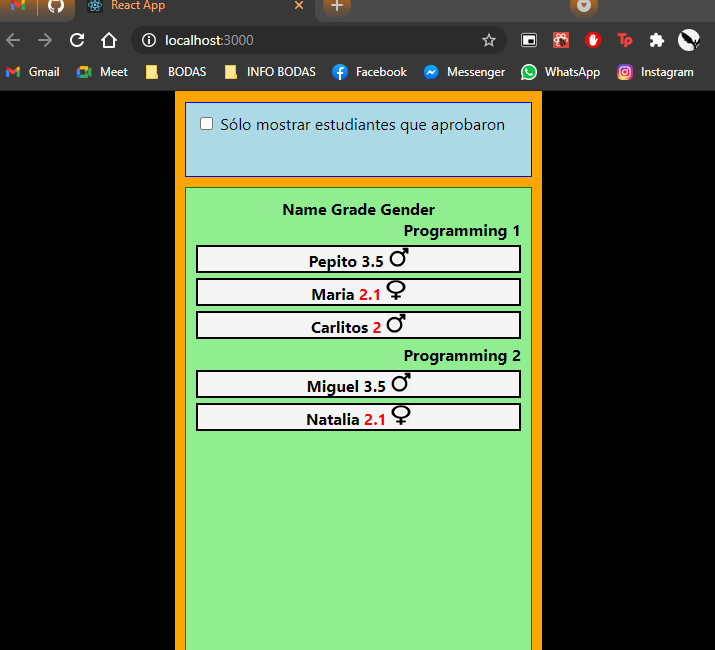 React App
localhost:3000
Gmail Meet BODAS INFO BODAS Facebook Messenger WhatsApp Instagram
Sólo mostrar estudiantes que aprobaron
Name Grade Gender
Programming 1
Pepito 3.5
Maria 2.1
Carlitos 2
Programming 2
Miguel 3.5
Natalia 2.1